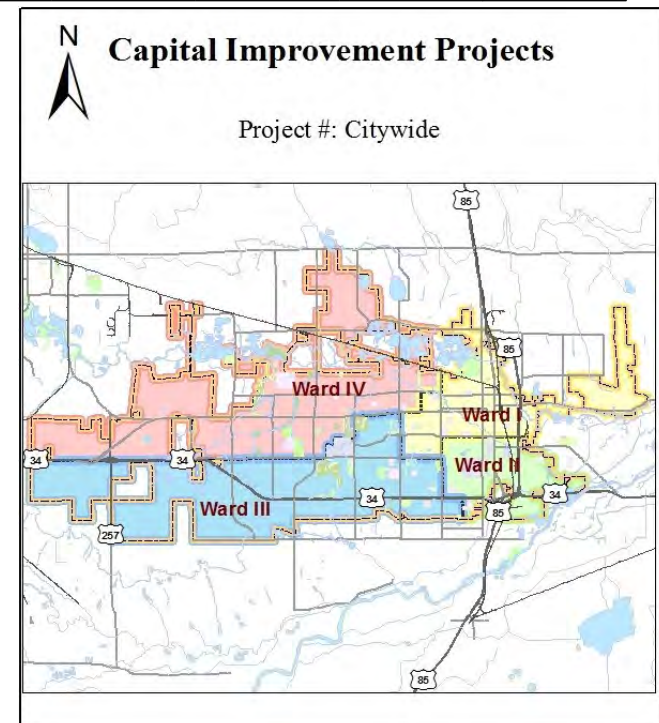 N
Capital Improvement Projects
Project #: Citywide
85
85
Ward IV
Ward I
34
34
Ward II
34
34
Ward III
85
257
85